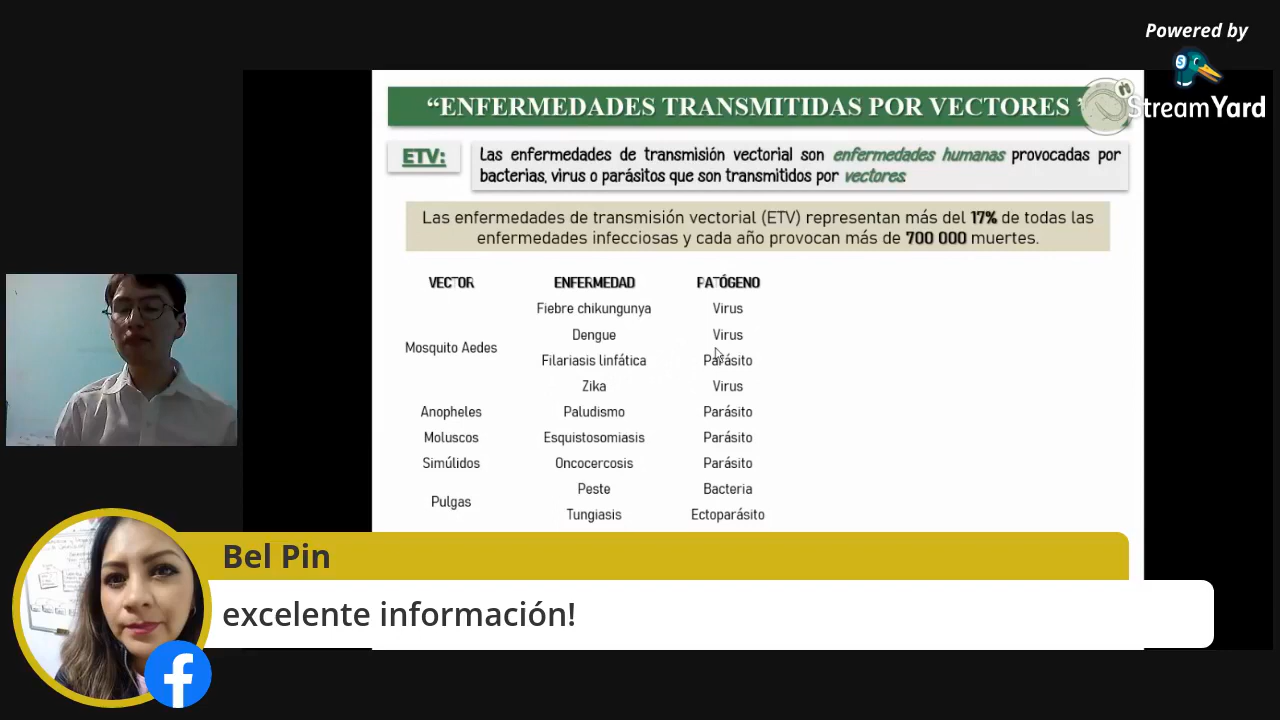 Powered by
StreamYard
“ENFERMEDADES TRANSMITIDAS POR VECTORES
ETV:
Las enfermedades de transmisión vectorial son enfermedades humanas provocadas por
bacterias, virus o parásitos que son transmitidos por vectores.
Las enfermedades de transmisión vectorial (ETV) representan más del 17% de todas las
enfermedades infecciosas y cada año provocan más de 700 000 muertes.
VECTOR ENFERMEDAD PATÓGENO
Fiebre chikungunya Virus
Dengue Virus
Mosquito Aedes
Filariasis linfática Parásito
Zika Virus
Anopheles Paludismo Parásito
Moluscos Esquistosomiasis Parásito
Simúlidos Oncocercosis Parásito
Peste Bacteria
Pulgas
Tungiasis Ectoparásito
Bel Pin
excelente información!